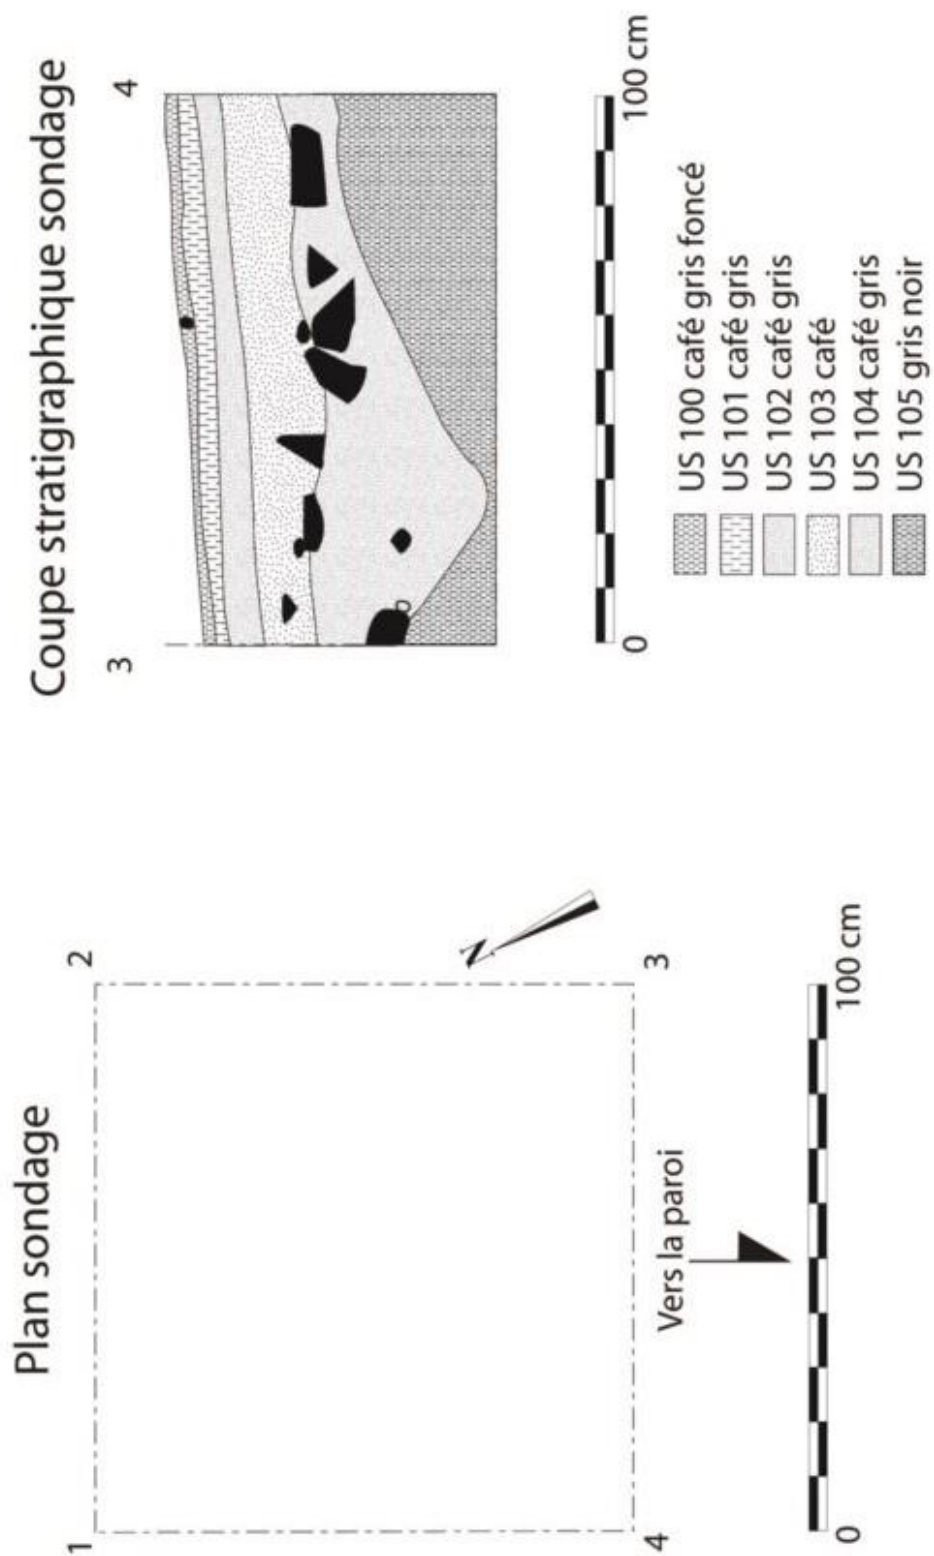 Plan sondage
1
2
4
3
N
Vers la paroi
0
100 cm
Coupe stratigraphique sondage
3
4
0
100 cm
US 100 café gris foncé
US 101 café gris
US 102 café gris
US 103 café
US 104 café gris
US 105 gris noir